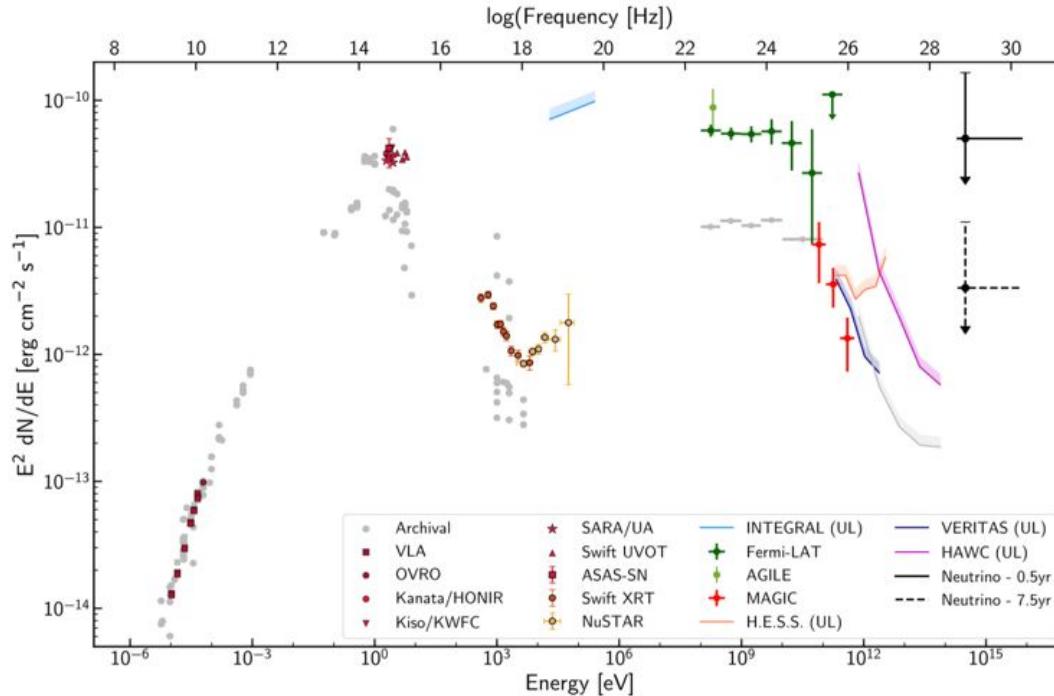 log(Frequency [Hz])
8 10 12 14 16 18 20 22 24 26 28 30
E² dN/dE [erg cm⁻² s⁻¹]
10⁻¹⁰
10⁻¹¹
10⁻¹²
10⁻¹³
10⁻¹⁴
Archival
VLA
OVRO
Kanata/HONIR
Kiso/KWFC
SARA/UA
Swift UVOT
ASAS-SN
Swift XRT
NuSTAR
INTEGRAL (UL)
Fermi-LAT
AGILE
MAGIC
H.E.S.S. (UL)
VERITAS (UL)
HAWC (UL)
Neutrino - 0.5yr
Neutrino - 7.5yr
10⁻⁶ 10⁻³ 10⁰ 10³ 10⁶ 10⁹ 10¹² 10¹⁵
Energy [eV]